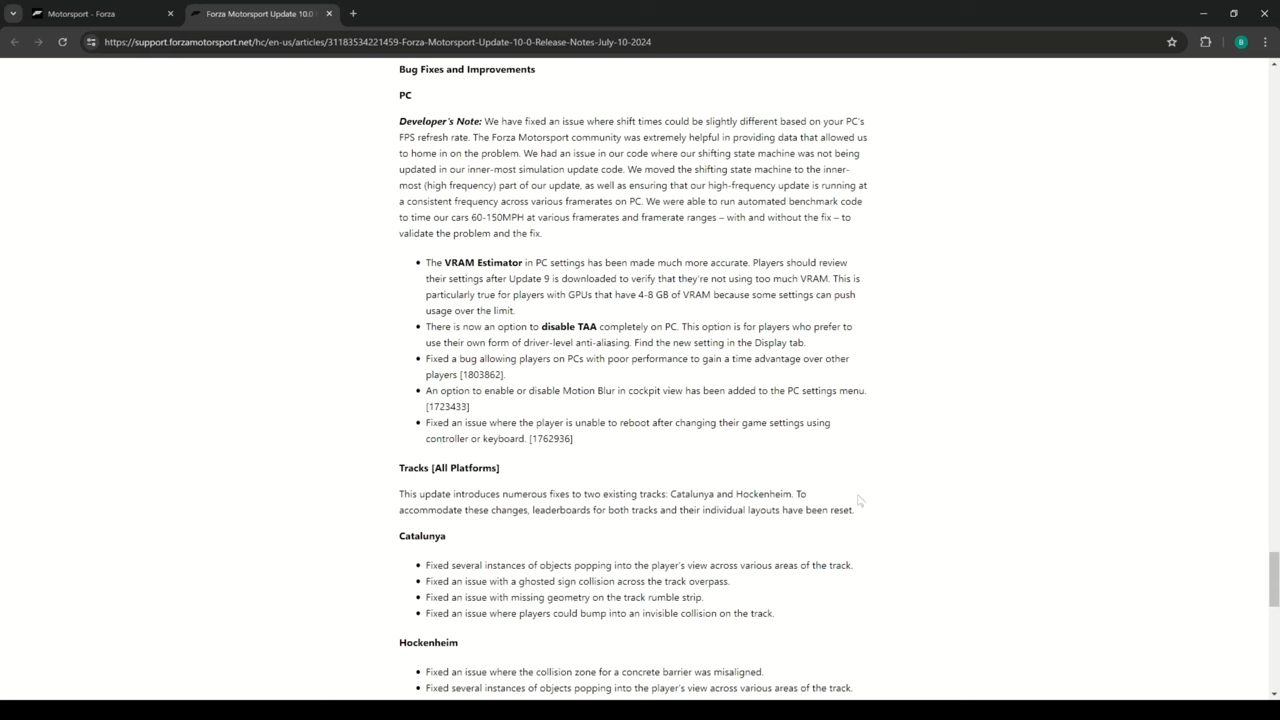 Motorsport - Forza
Forza Motorsport Update 10.0
https://support.forzamotorsport.net/hc/en-us/articles/31183534221459-Forza-Motorsport-Update-10-0-Release-Notes-July-10-2024
B
Bug Fixes and Improvements
PC
Developer's Note: We have fixed an issue where shift times could be slightly different based on your PC's
FPS refresh rate. The Forza Motorsport community was extremely helpful in providing data that allowed us
to home in on the problem. We had an issue in our code where our shifting state machine was not being
updated in our inner-most simulation update code. We moved the shifting state machine to the inner-
most (high frequency) part of our update, as well as ensuring that our high-frequency update is running at
a consistent frequency across various framerates on PC. We were able to run automated benchmark code
to time our cars 60-150MPH at various framerates and framerate ranges – with and without the fix – to
validate the problem and the fix.
• The VRAM Estimator in PC settings has been made much more accurate. Players should review
their settings after Update 9 is downloaded to verify that they're not using too much VRAM. This is
particularly true for players with GPUs that have 4-8 GB of VRAM because some settings can push
usage over the limit.
• There is now an option to disable TAA completely on PC. This option is for players who prefer to
use their own form of driver-level anti-aliasing. Find the new setting in the Display tab.
• Fixed a bug allowing players on PCs with poor performance to gain a time advantage over other
players [1803862].
• An option to enable or disable Motion Blur in cockpit view has been added to the PC settings menu.
[1723433]
• Fixed an issue where the player is unable to reboot after changing their game settings using
controller or keyboard. [1762936]
Tracks [All Platforms]
This update introduces numerous fixes to two existing tracks: Catalunya and Hockenheim. To
accommodate these changes, leaderboards for both tracks and their individual layouts have been reset.
Catalunya
• Fixed several instances of objects popping into the player's view across various areas of the track.
• Fixed an issue with a ghosted sign collision across the track overpass.
• Fixed an issue with missing geometry on the track rumble strip.
• Fixed an issue where players could bump into an invisible collision on the track.
Hockenheim
• Fixed an issue where the collision zone for a concrete barrier was misaligned.
• Fixed several instances of objects popping into the player's view across various areas of the track.